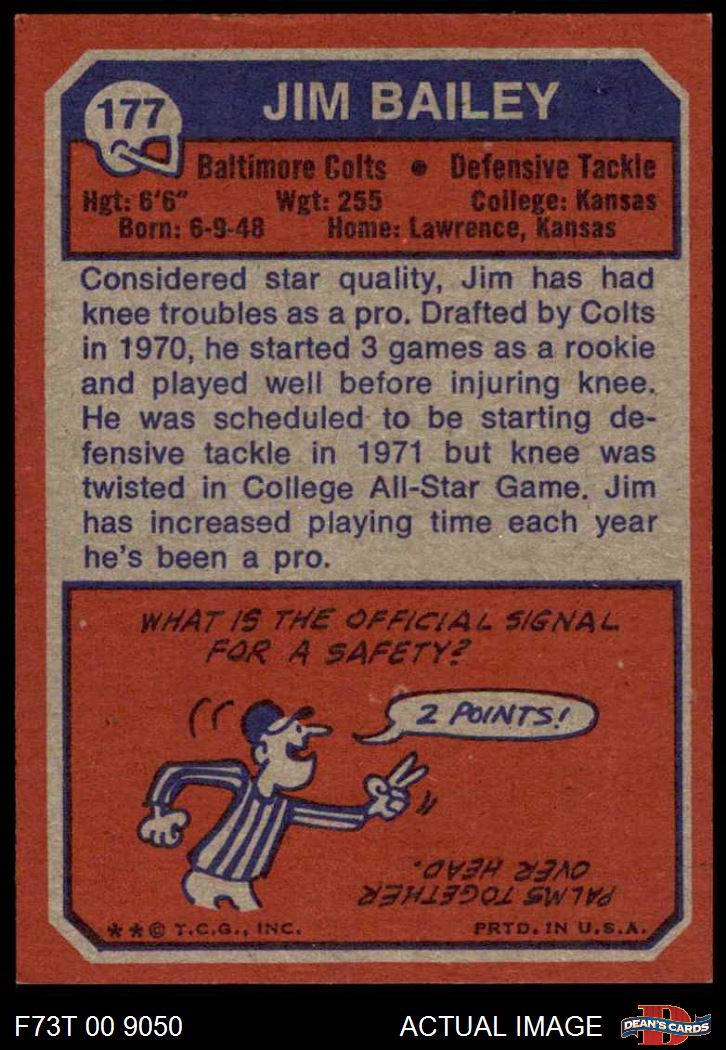 177
JIM BAILEY
Baltimore Colts • Defensive Tackle
Hgt: 6'6" Wgt: 255 College: Kansas
Born: 6-9-48 Home: Lawrence, Kansas
Considered star quality, Jim has had
knee troubles as a pro. Drafted by Colts
in 1970, he started 3 games as a rookie
and played well before injuring knee.
He was scheduled to be starting de-
fensive tackle in 1971 but knee was
twisted in College All-Star Game. Jim
has increased playing time each year
he's been a pro.
WHAT IS THE OFFICIAL SIGNAL
FOR A SAFETY?
2 POINTS!
PALMS TOGETHER
OVER HEAD.
**© T.C.G., INC. PRTD. IN U.S.A.
F73T 00 9050 ACTUAL IMAGE
D
DEAN'S CARDS